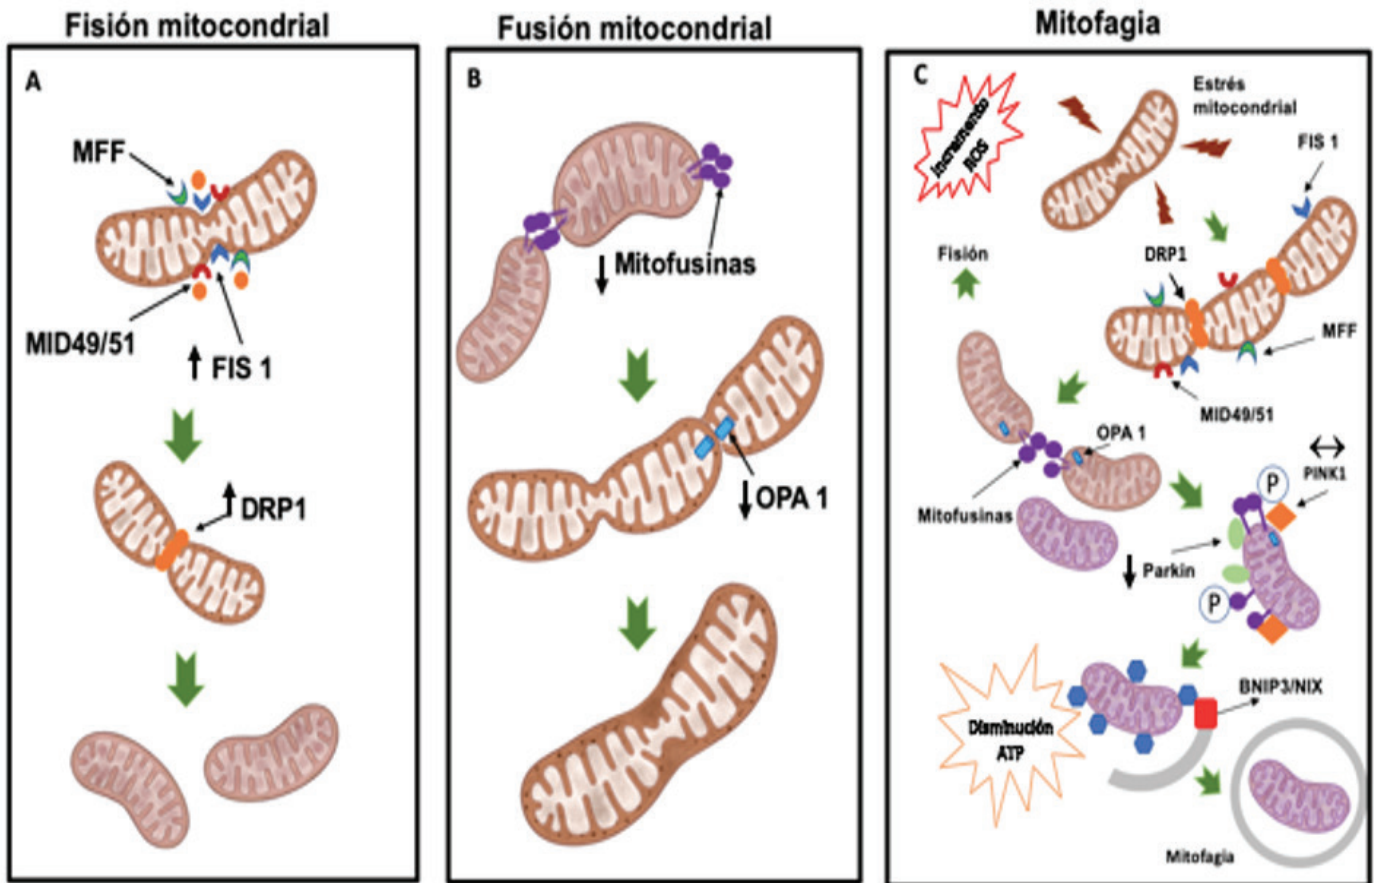 Fisión mitocondrial
A
MFF
MID49/51
FIS 1
DRP1
Fusión mitocondrial
B
Mitofusinas
OPA 1
Mitofagia
C
Incremento
ROS
Estrés
mitocondrial
FIS 1
Fisión
DRP1
MFF
MID49/51
OPA 1
Mitofusinas
PINK1
P
Parkin
P
BNIP3/NIX
Disminución
ATP
Mitofagia